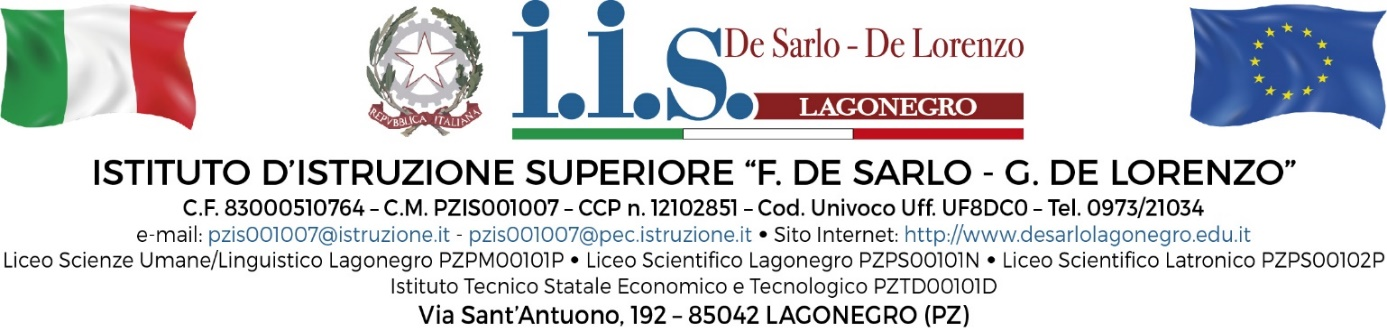 i.i.s. De Sarlo - De Lorenzo
LAGONEGRO
REPVBBLICA ITALIANA
ISTITUTO D’ISTRUZIONE SUPERIORE “F. DE SARLO - G. DE LORENZO”
C.F. 83000510764 – C.M. PZIS001007 – CCP n. 12102851 – Cod. Univoco Uff. UF8DC0 – Tel. 0973/21034
e-mail: pzis001007@istruzione.it - pzis001007@pec.istruzione.it • Sito Internet: http://www.desarlolagonegro.edu.it
Liceo Scienze Umane/Linguistico Lagonegro PZPM00101P • Liceo Scientifico Lagonegro PZPS00101N • Liceo Scientifico Latronico PZPS00102P
Istituto Tecnico Statale Economico e Tecnologico PZTD00101D
Via Sant’Antuono, 192 – 85042 LAGONEGRO (PZ)